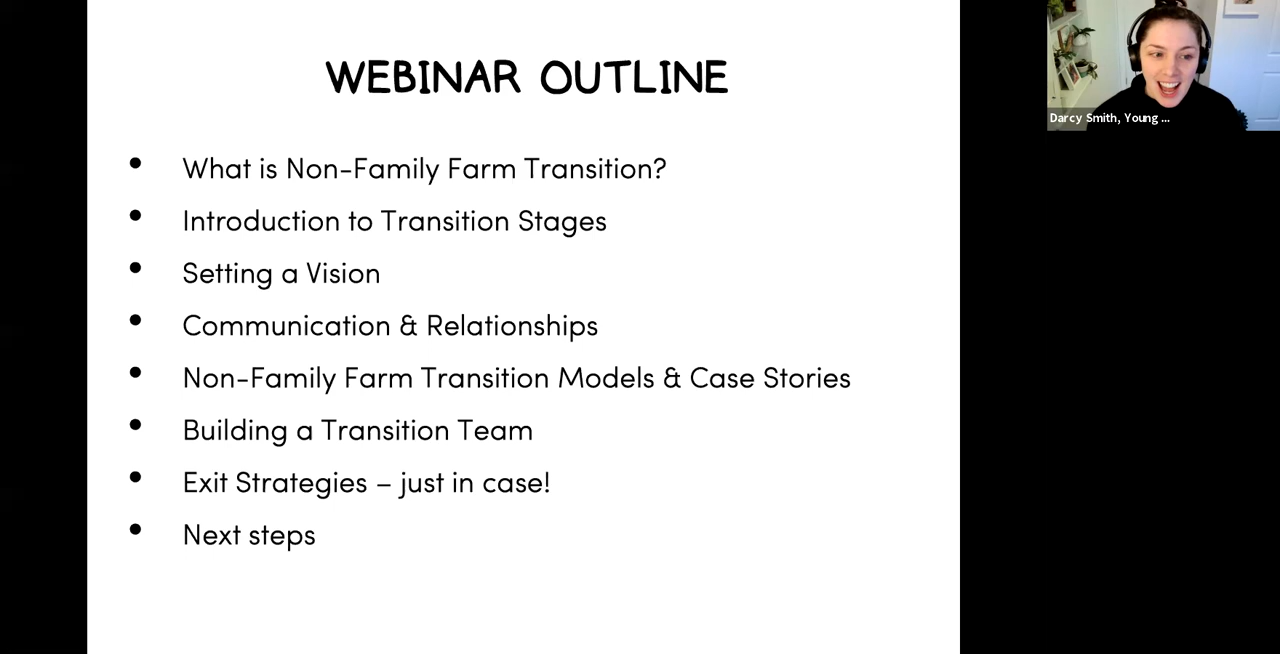 WEBINAR OUTLINE
• What is Non-Family Farm Transition?
• Introduction to Transition Stages
• Setting a Vision
• Communication & Relationships
• Non-Family Farm Transition Models & Case Stories
• Building a Transition Team
• Exit Strategies – just in case!
• Next steps
Darcy Smith, Young ...